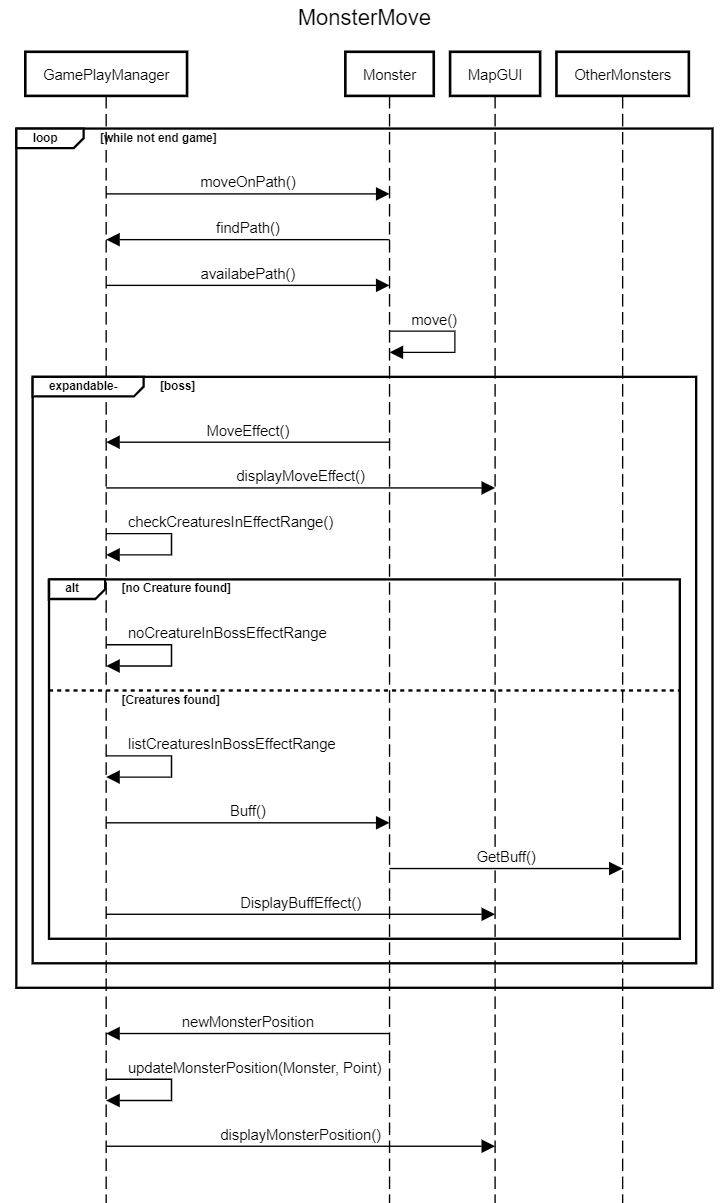 MonsterMove
GamePlayManager
Monster
MapGUI
OtherMonsters
loop
[while not end game]
moveOnPath()
findPath()
availabePath()
move()
expandable-
[boss]
MoveEffect()
displayMoveEffect()
checkCreaturesInEffectRange()
alt
[no Creature found]
noCreatureInBossEffectRange
[Creatures found]
listCreaturesInBossEffectRange
Buff()
GetBuff()
DisplayBuffEffect()
newMonsterPosition
updateMonsterPosition(Monster, Point)
displayMonsterPosition()